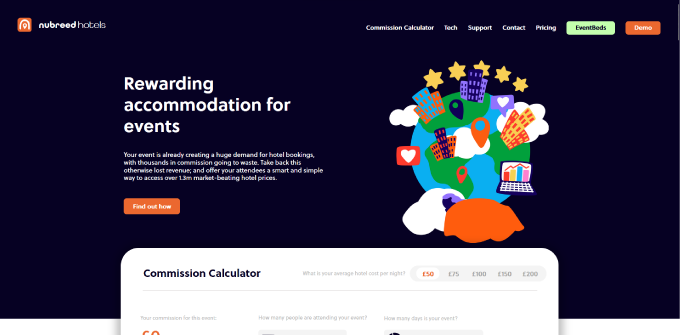 nubreed hotels
Commission Calculator Tech Support Contact Pricing EventBeds Demo
Rewarding
accommodation for
events
Your event is already creating a huge demand for hotel bookings,
with thousands in commission going to waste. Take back this
otherwise lost revenue; and offer your attendees a smart and simple
way to access over 1.3m market-beating hotel prices.
Find out how
Commission Calculator
What is your average hotel cost per night? £50 £75 £100 £150 £200
Your commission for this event:
How many people are attending your event?
How many days is your event?